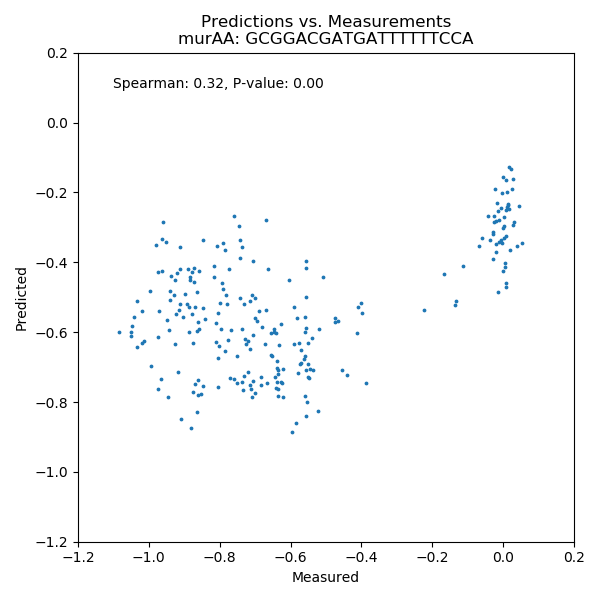 Predictions vs. Measurements
murAA: GCGGACGATGATTTTTTCCA
Spearman: 0.32, P-value: 0.00
0.2
0.0
−0.2
−0.4
−0.6
−0.8
−1.0
−1.2
Predicted
−1.2 −1.0 −0.8 −0.6 −0.4 −0.2 0.0 0.2
Measured